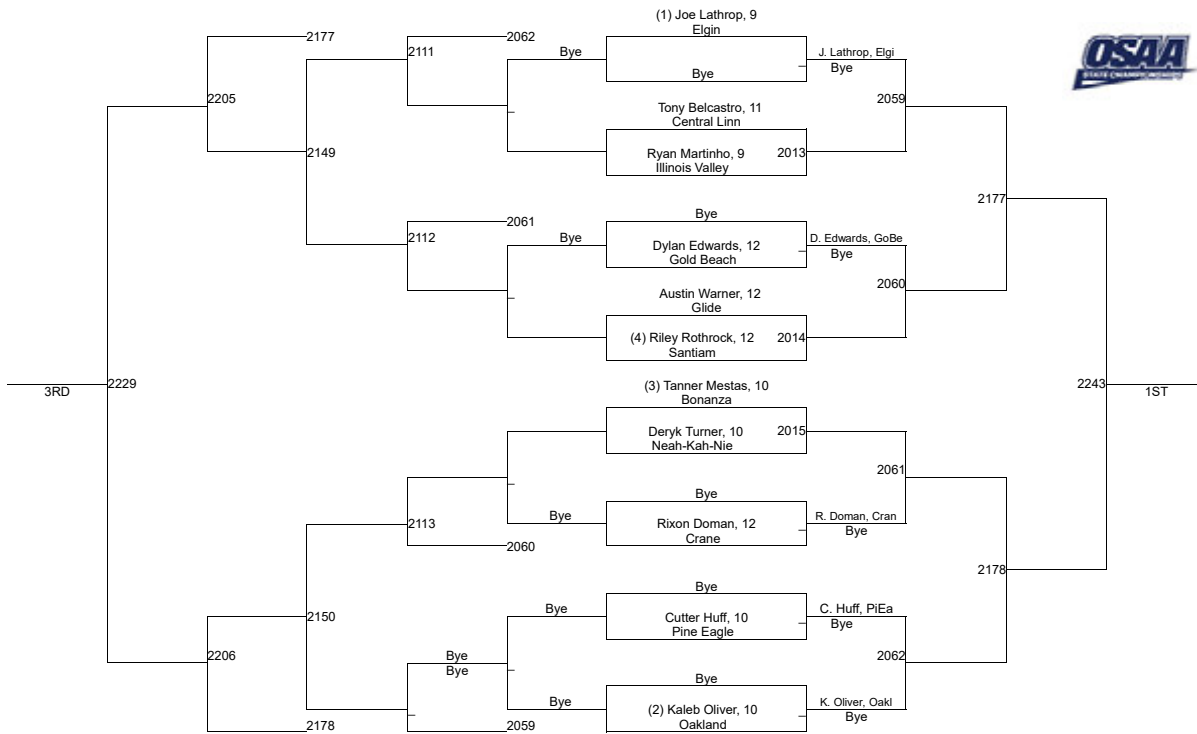 (1) Joe Lathrop, 9
Elgin
2177
2111
2062
Bye
Bye
J. Lathrop, Elgi
Bye
OSAA
STATE CHAMPIONSHIPS
2205
2059
Tony Belcastro, 11
Central Linn
2149
Ryan Martinho, 9
Illinois Valley
2013
2177
2061
Bye
2112
Bye
Dylan Edwards, 12
Gold Beach
D. Edwards, GoBe
Bye
2060
Austin Warner, 12
Glide
(4) Riley Rothrock, 12
Santiam
2014
3RD
2229
(3) Tanner Mestas, 10
Bonanza
2243
1ST
Deryk Turner, 10
Neah-Kah-Nie
2015
2061
Bye
2113
Bye
Rixon Doman, 12
Crane
R. Doman, Cran
Bye
2060
2178
Bye
2150
Bye
Cutter Huff, 10
Pine Eagle
C. Huff, PiEa
Bye
2206
Bye
Bye
2062
Bye
Bye
(2) Kaleb Oliver, 10
Oakland
K. Oliver, Oakl
Bye
2178
2059